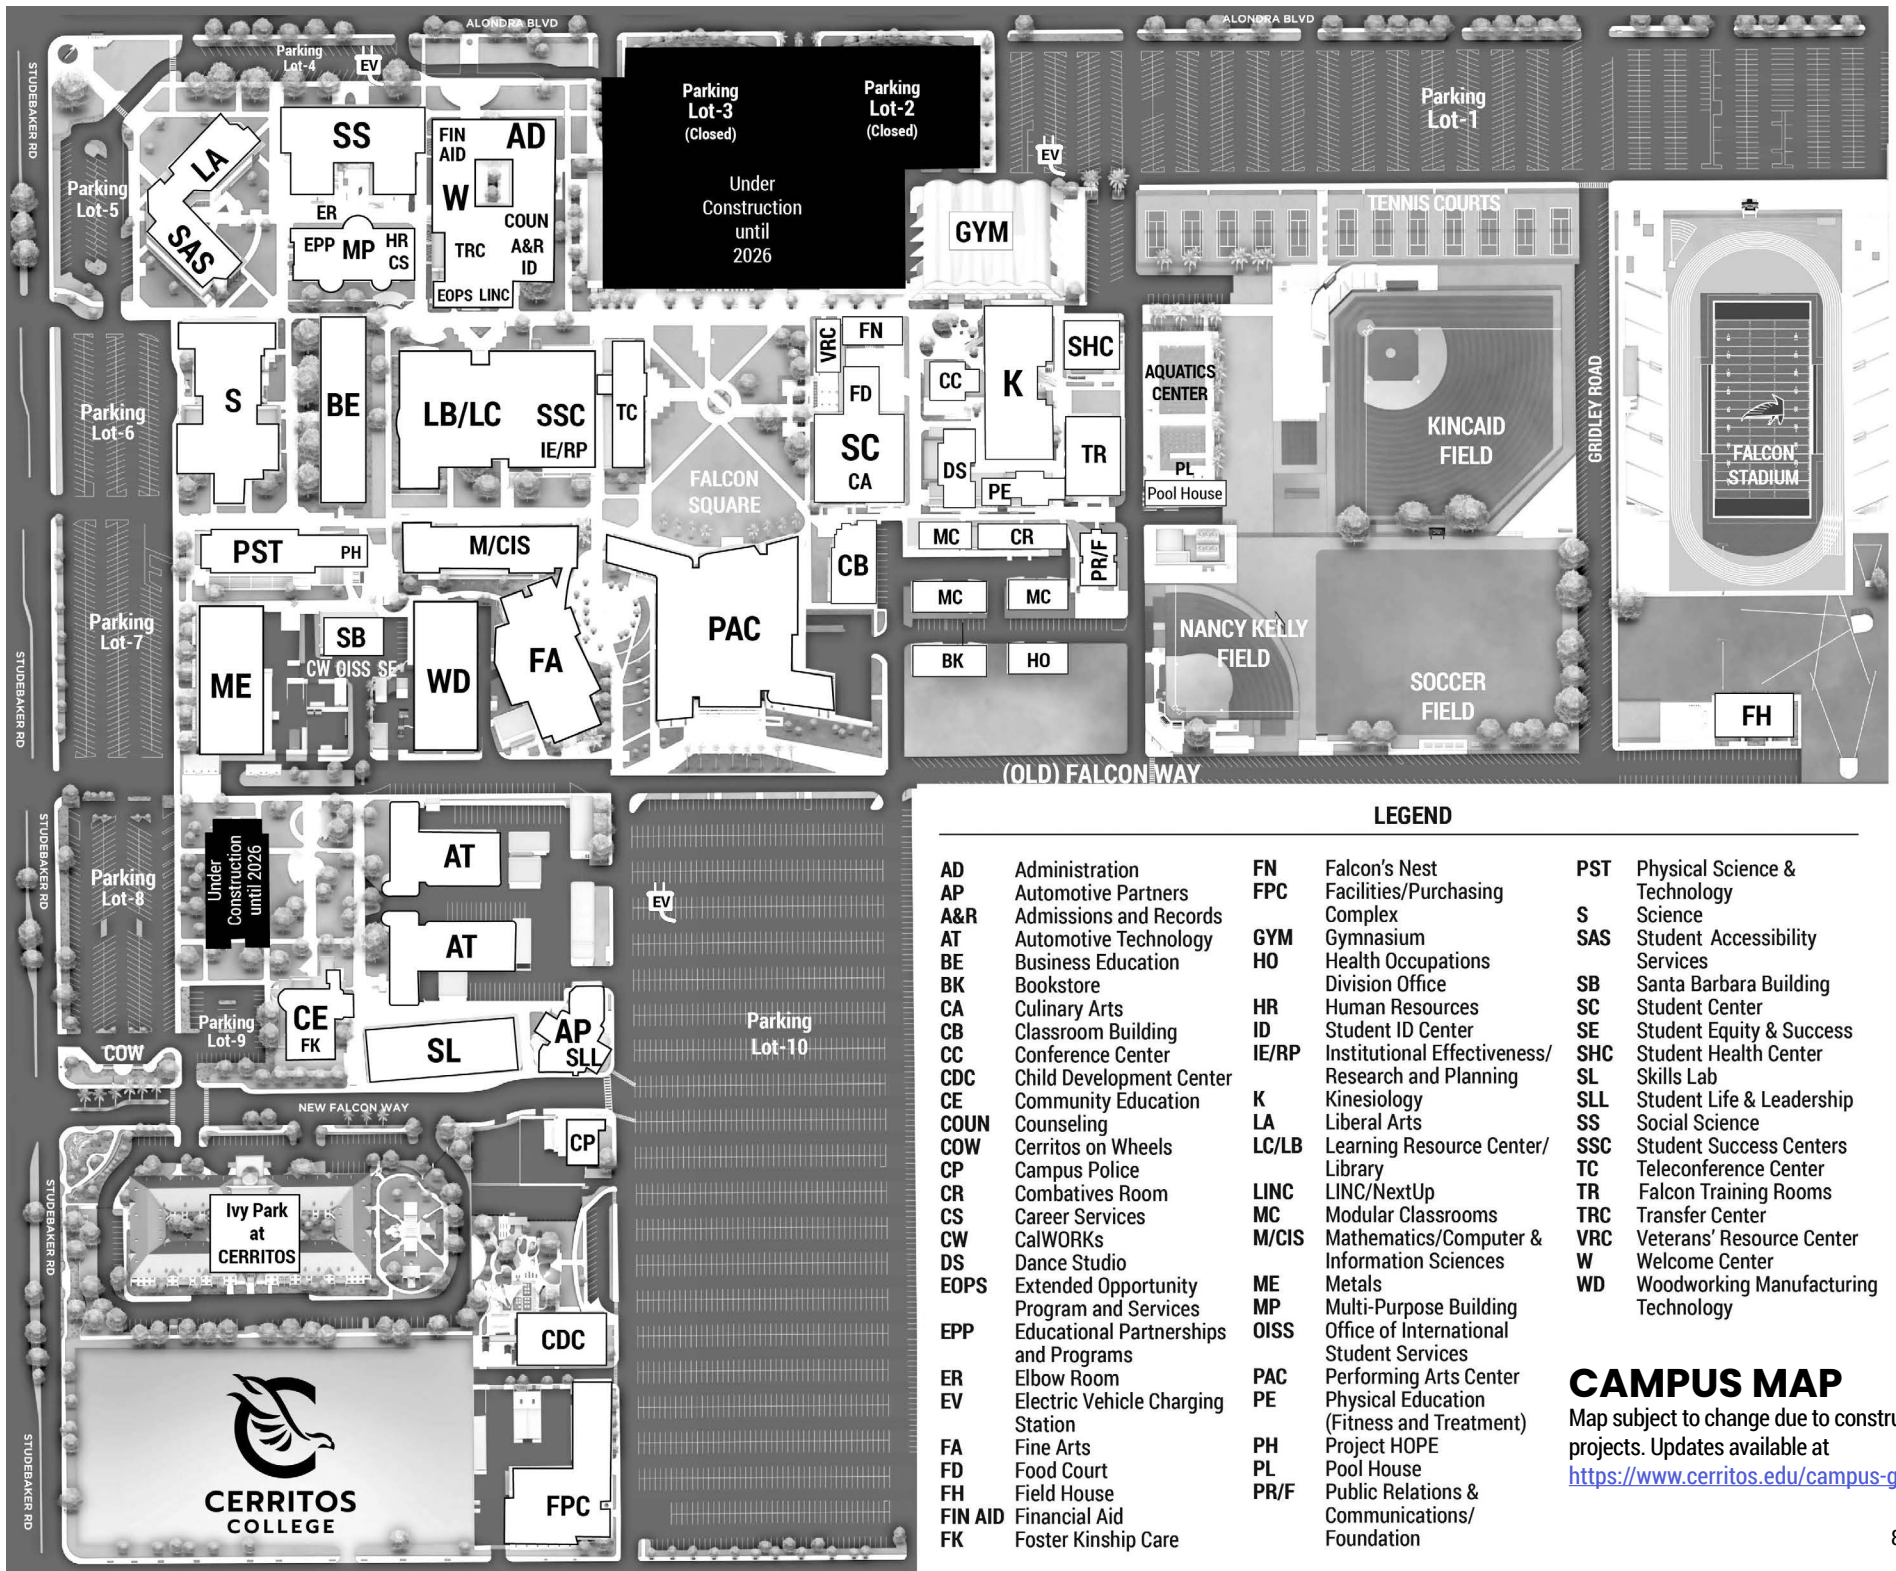 ALONDRA BLVD
ALONDRA BLVD
STUDEBAKER RD
Parking
Lot-4
EV
Parking
Lot-3
(Closed)
Parking
Lot-2
(Closed)
Under
Construction
until
2026
EV
Parking
Lot-1
Parking
Lot-5
LA
SAS
SS
ER
EPP MP HR
CS
FIN
AID
AD
W
COUN
TRC
A&R
ID
EOPS LINC
GYM
TENNIS COURTS
STUDEBAKER RD
Parking
Lot-6
S
BE
LB/LC SSC
IE/RP
TC
FALCON
SQUARE
VRC
FN
FD
SC
CA
CC
K
SHC
DS
PE
TR
AQUATICS
CENTER
PL
Pool House
KINCAID
FIELD
GRIDLEY ROAD
FALCON
STADIUM
PST PH
M/CIS
CB
MC CR
PR/F
MC MC
BK HO
Parking
Lot-7
STUDEBAKER RD
ME
SB
CW OISS SE
WD
FA
PAC
NANCY KELLY
FIELD
SOCCER
FIELD
FH
(OLD) FALCON WAY
STUDEBAKER RD
Parking
Lot-8
Under
Construction
until 2026
AT
AT
EV
Parking
Lot-9
CE
FK
SL
AP
SLL
Parking
Lot-10
COW
NEW FALCON WAY
CP
STUDEBAKER RD
Ivy Park
at
CERRITOS
CDC
STUDEBAKER RD
CERRITOS
COLLEGE
FPC
LEGEND
AD Administration
AP Automotive Partners
A&R Admissions and Records
AT Automotive Technology
BE Business Education
BK Bookstore
CA Culinary Arts
CB Classroom Building
CC Conference Center
CDC Child Development Center
CE Community Education
COUN Counseling
COW Cerritos on Wheels
CP Campus Police
CR Combatives Room
CS Career Services
CW CalWORKs
DS Dance Studio
EOPS Extended Opportunity
Program and Services
EPP Educational Partnerships
and Programs
ER Elbow Room
EV Electric Vehicle Charging
Station
FA Fine Arts
FD Food Court
FH Field House
FIN AID Financial Aid
FK Foster Kinship Care
FN Falcon's Nest
FPC Facilities/Purchasing
Complex
GYM Gymnasium
HO Health Occupations
Division Office
HR Human Resources
ID Student ID Center
IE/RP Institutional Effectiveness/
Research and Planning
K Kinesiology
LA Liberal Arts
LC/LB Learning Resource Center/
Library
LINC LINC/NextUp
MC Modular Classrooms
M/CIS Mathematics/Computer &
Information Sciences
ME Metals
MP Multi-Purpose Building
OISS Office of International
Student Services
PAC Performing Arts Center
PE Physical Education
(Fitness and Treatment)
PH Project HOPE
PL Pool House
PR/F Public Relations &
Communications/
Foundation
PST Physical Science &
Technology
S Science
SAS Student Accessibility
Services
SB Santa Barbara Building
SC Student Center
SE Student Equity & Success
SHC Student Health Center
SL Skills Lab
SLL Student Life & Leadership
SS Social Science
SSC Student Success Centers
TC Teleconference Center
TR Falcon Training Rooms
TRC Transfer Center
VRC Veterans' Resource Center
W Welcome Center
WD Woodworking Manufacturing
Technology
CAMPUS MAP
Map subject to change due to constru
projects. Updates available at
https://www.cerritos.edu/campus-g
8